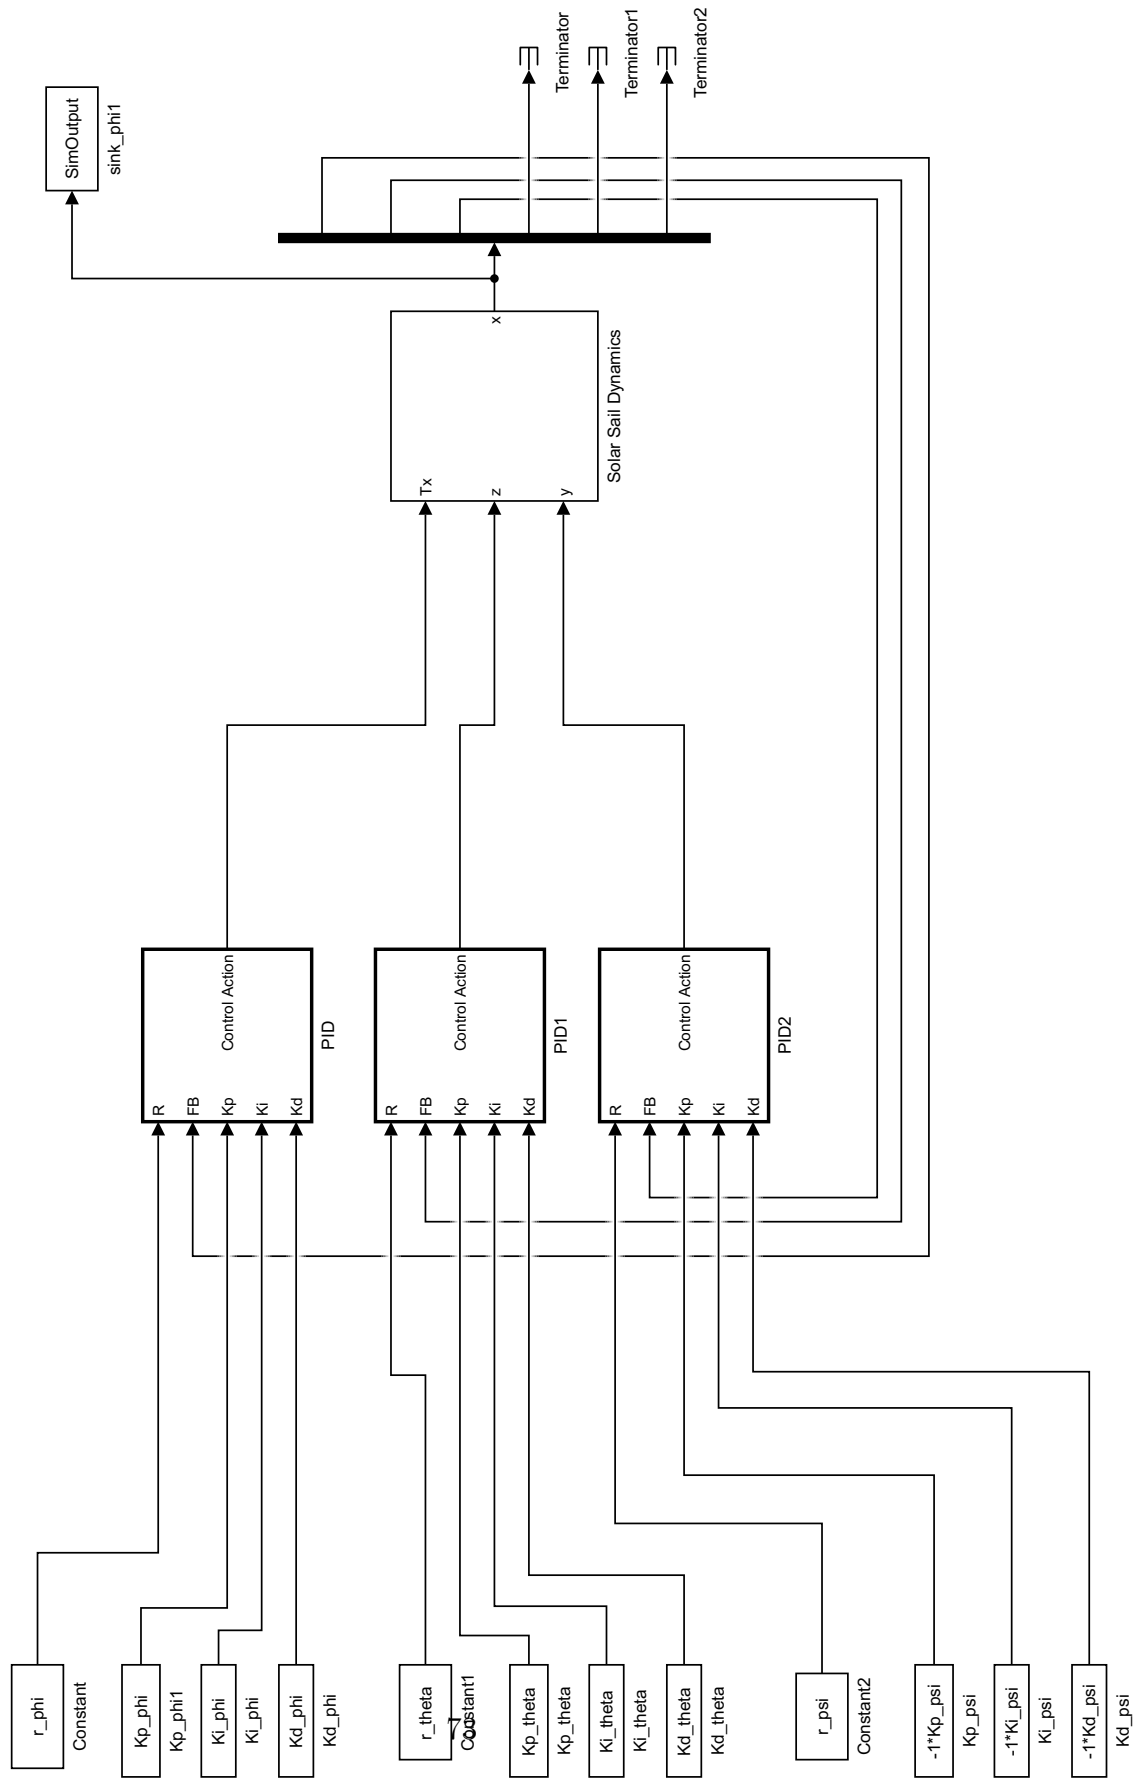 r_phi
Constant
Kp_phi
Kp_phi1
Ki_phi
Ki_phi
Kd_phi
Kd_phi
r_theta
Constant1
Kp_theta
Kp_theta
Ki_theta
Ki_theta
Kd_theta
Kd_theta
r_psi
Constant2
-1*Kp_psi
Kp_psi
-1*Ki_psi
Ki_psi
-1*Kd_psi
Kd_psi
R
FB
Kp
Ki
Kd
Control Action
PID
R
FB
Kp
Ki
Kd
Control Action
PID1
R
FB
Kp
Ki
Kd
Control Action
PID2
Tx
z
y
x
Solar Sail Dynamics
SimOutput
sink_phi1
Terminator
Terminator1
Terminator2